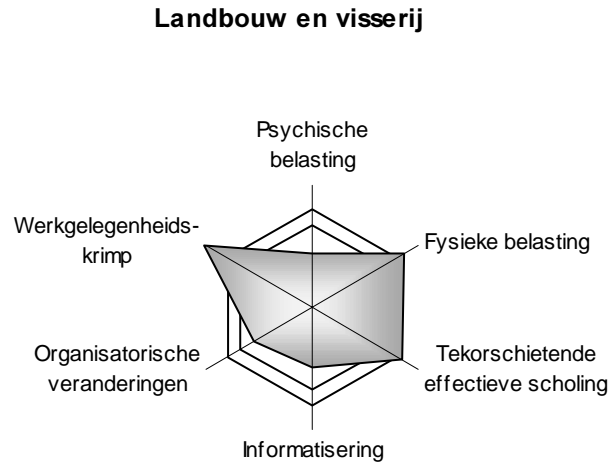 Landbouw en visserij
Psychische
belasting
Werkgelegenheids-
krimp
Fysieke belasting
Organisatorische
veranderingen
Tekorschietende
effectieve scholing
Informatisering